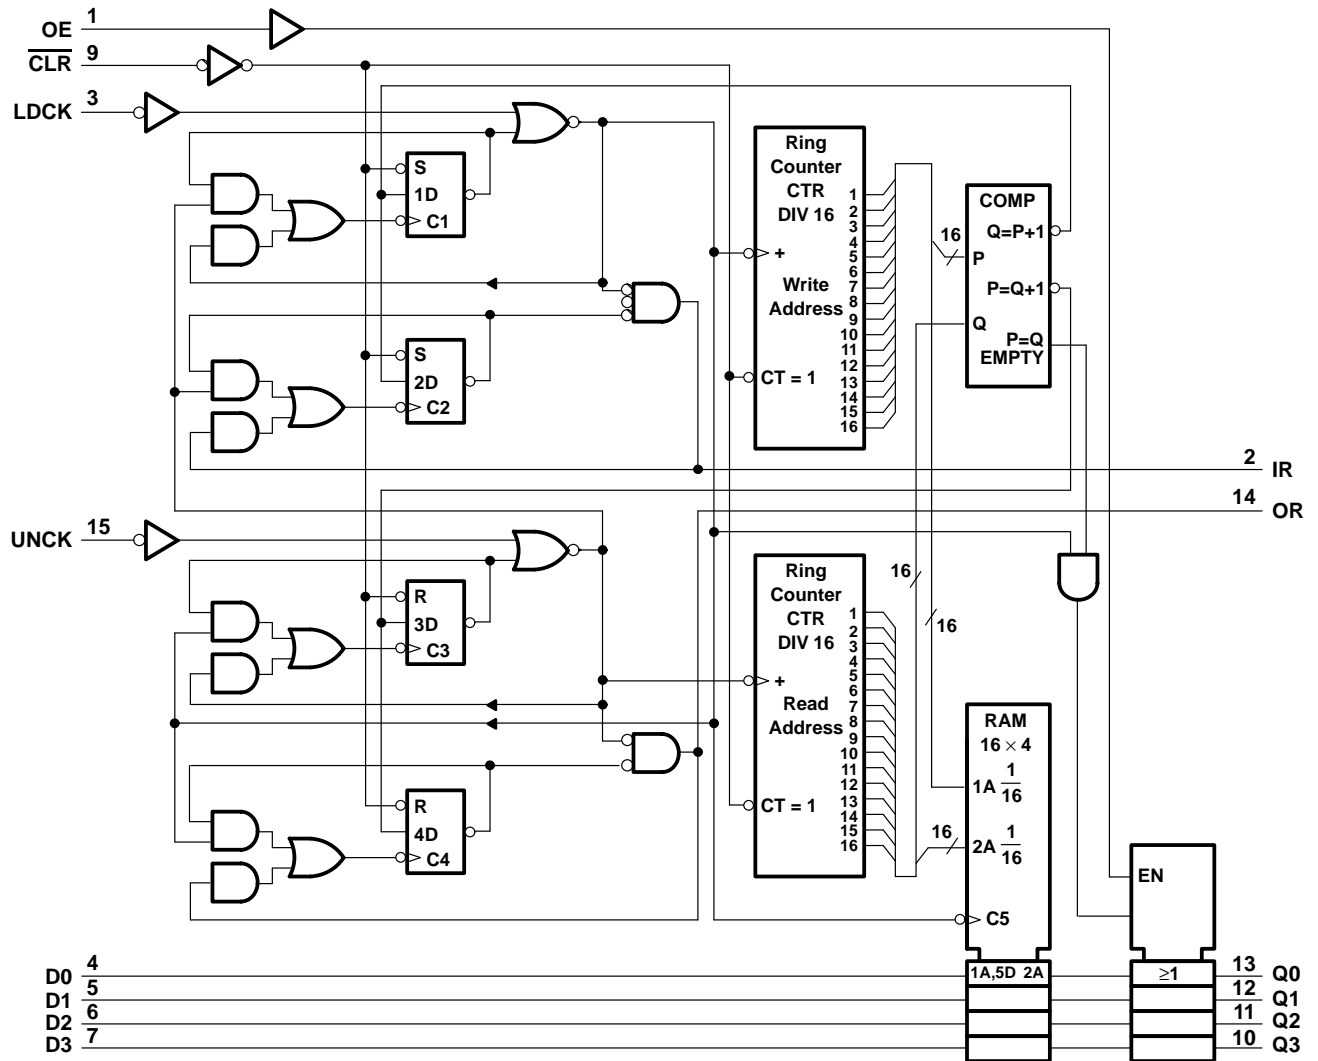 OE 1
CLR 9
LDCK 3
S
1D
C1
S
2D
C2
Ring
Counter
CTR
DIV 16
+
Write
Address
CT = 1
1
2
3
4
5
6
7
8
9
10
11
12
13
14
15
16
16
COMP
Q=P+1
P
P=Q+1
Q
P=Q
EMPTY
2 IR
14 OR
UNCK 15
R
3D
C3
R
4D
C4
Ring
Counter
CTR
DIV 16
+
Read
Address
CT = 1
1
2
3
4
5
6
7
8
9
10
11
12
13
14
15
16
16
16
16
RAM
16 × 4
1A 1/16
2A 1/16
C5
EN
D0 4
1A,5D 2A
≥1
13 Q0
D1 5
12 Q1
D2 6
11 Q2
D3 7
10 Q3